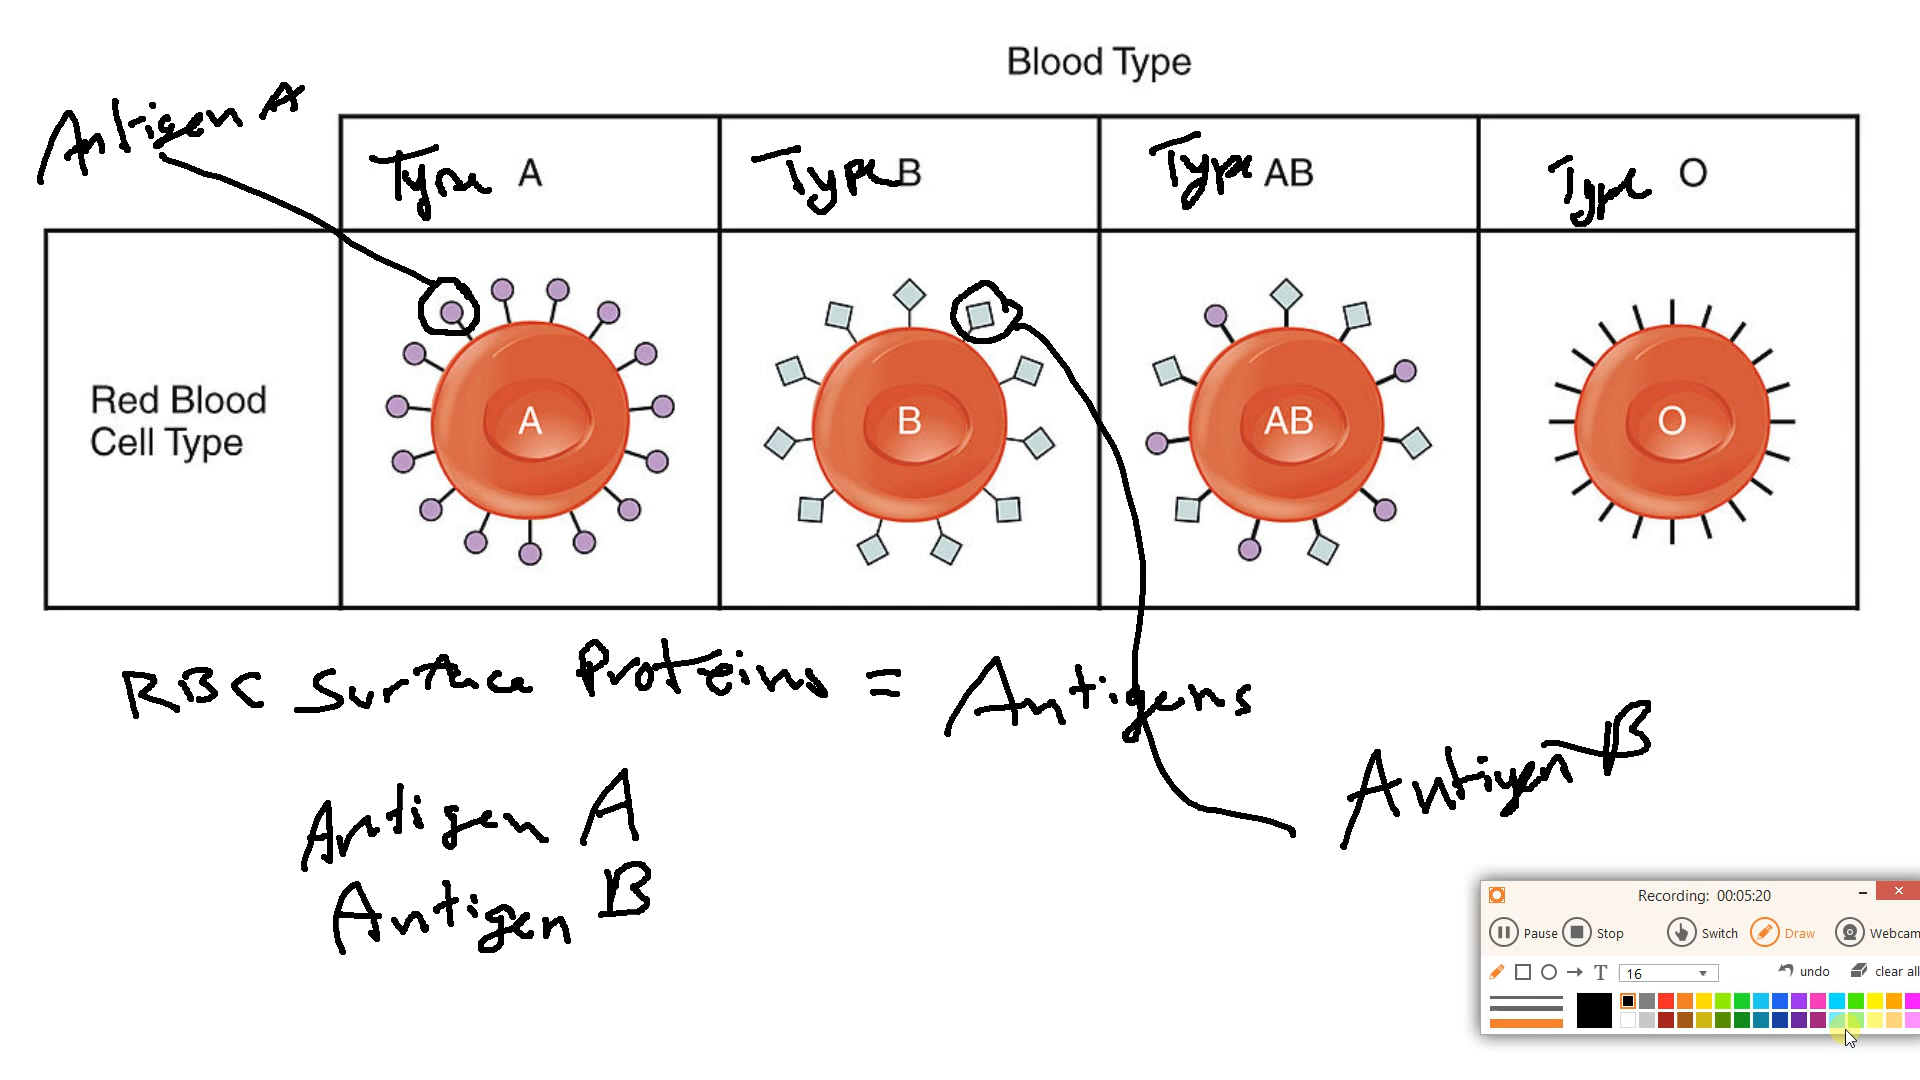 Blood Type
Antigen A
Type A
Type B
Type AB
Type O
Red Blood
Cell Type
A
B
AB
O
RBC Surface Proteins = Antigens
Antigen B
Antigen A
Antigen B
Recording: 00:05:20
Pause Stop Switch Draw Webcam
T 16 undo clear all